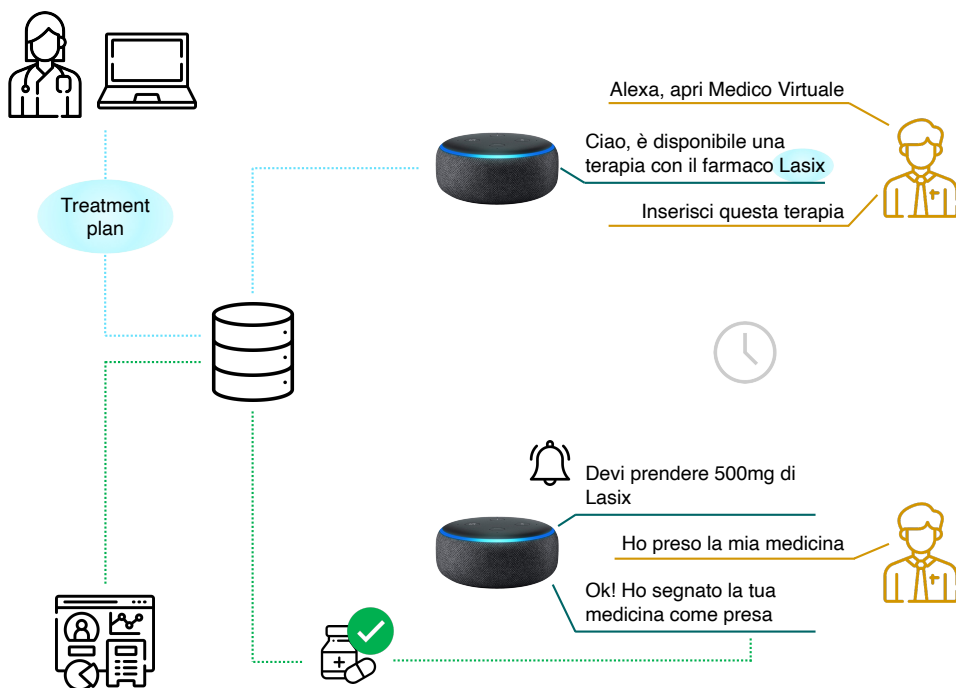 Alexa, apri Medico Virtuale
Ciao, è disponibile una
terapia con il farmaco Lasix
Inserisci questa terapia
Treatment
plan
Devi prendere 500mg di
Lasix
Ho preso la mia medicina
Ok! Ho segnato la tua
medicina come presa